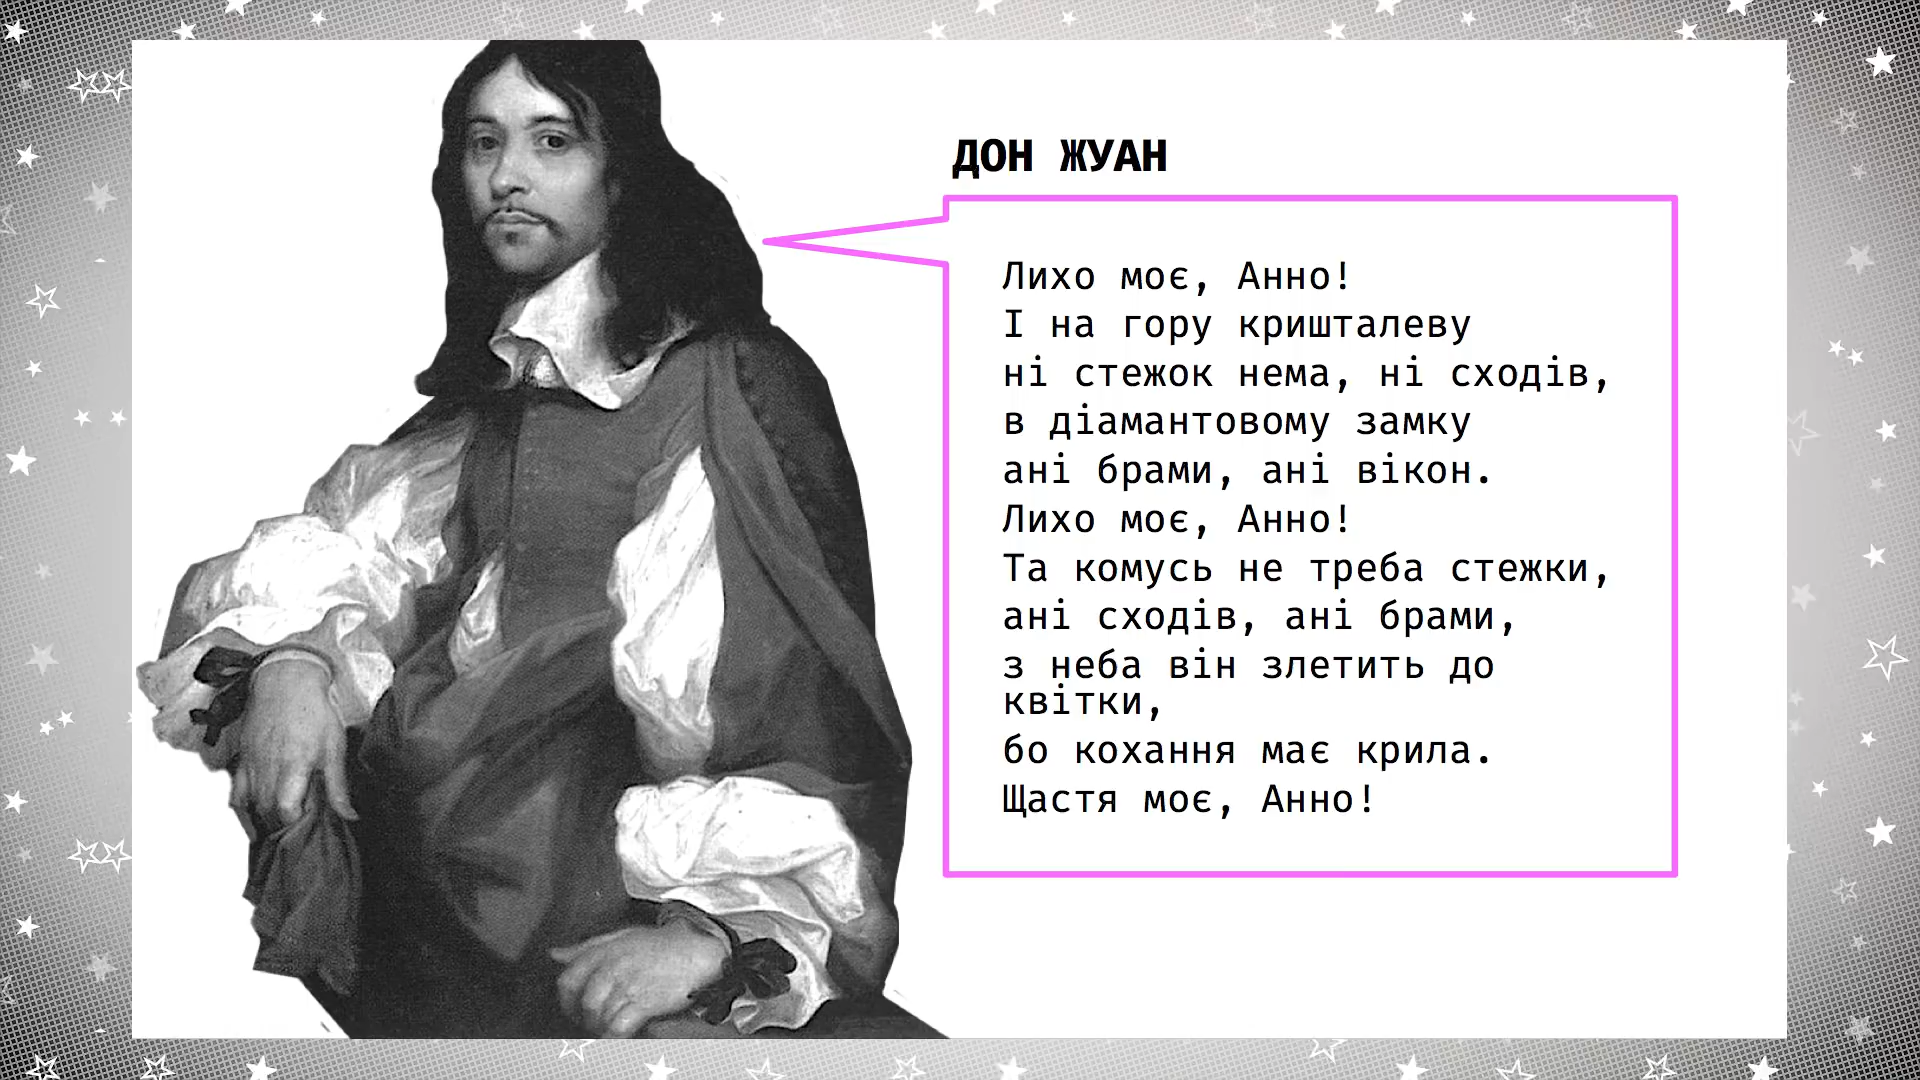 ДОН ЖУАН
Лихо моє, Анно!
І на гору кришталеву
ні стежок нема, ні сходів,
в діамантовому замку
ані брами, ані вікон.
Лихо моє, Анно!
Та комусь не треба стежки,
ані сходів, ані брами,
з неба він злетить до
квітки,
бо кохання має крила.
Щастя моє, Анно!